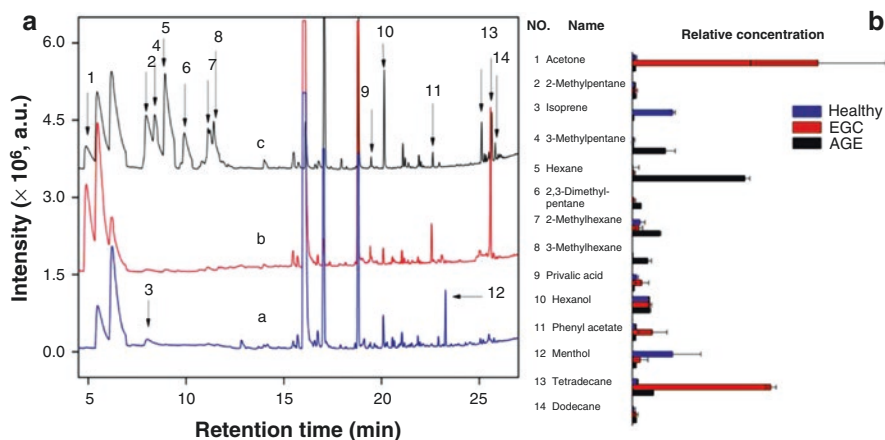 a
b
6.0
4.5
3.0
1.5
0.0
Intensity (× 10⁶, a.u.)
5
10
15
20
25
Retention time (min)
1
2
4
5
6
7
8
9
10
11
13
14
c
b
3
a
12
NO. Name
Relative concentration
1 Acetone
2 2-Methylpentane
3 Isoprene
4 3-Methylpentane
5 Hexane
6 2,3-Dimethyl-
pentane
7 2-Methylhexane
8 3-Methylhexane
9 Privalic acid
10 Hexanol
11 Phenyl acetate
12 Menthol
13 Tetradecane
14 Dodecane
Healthy
EGC
AGE